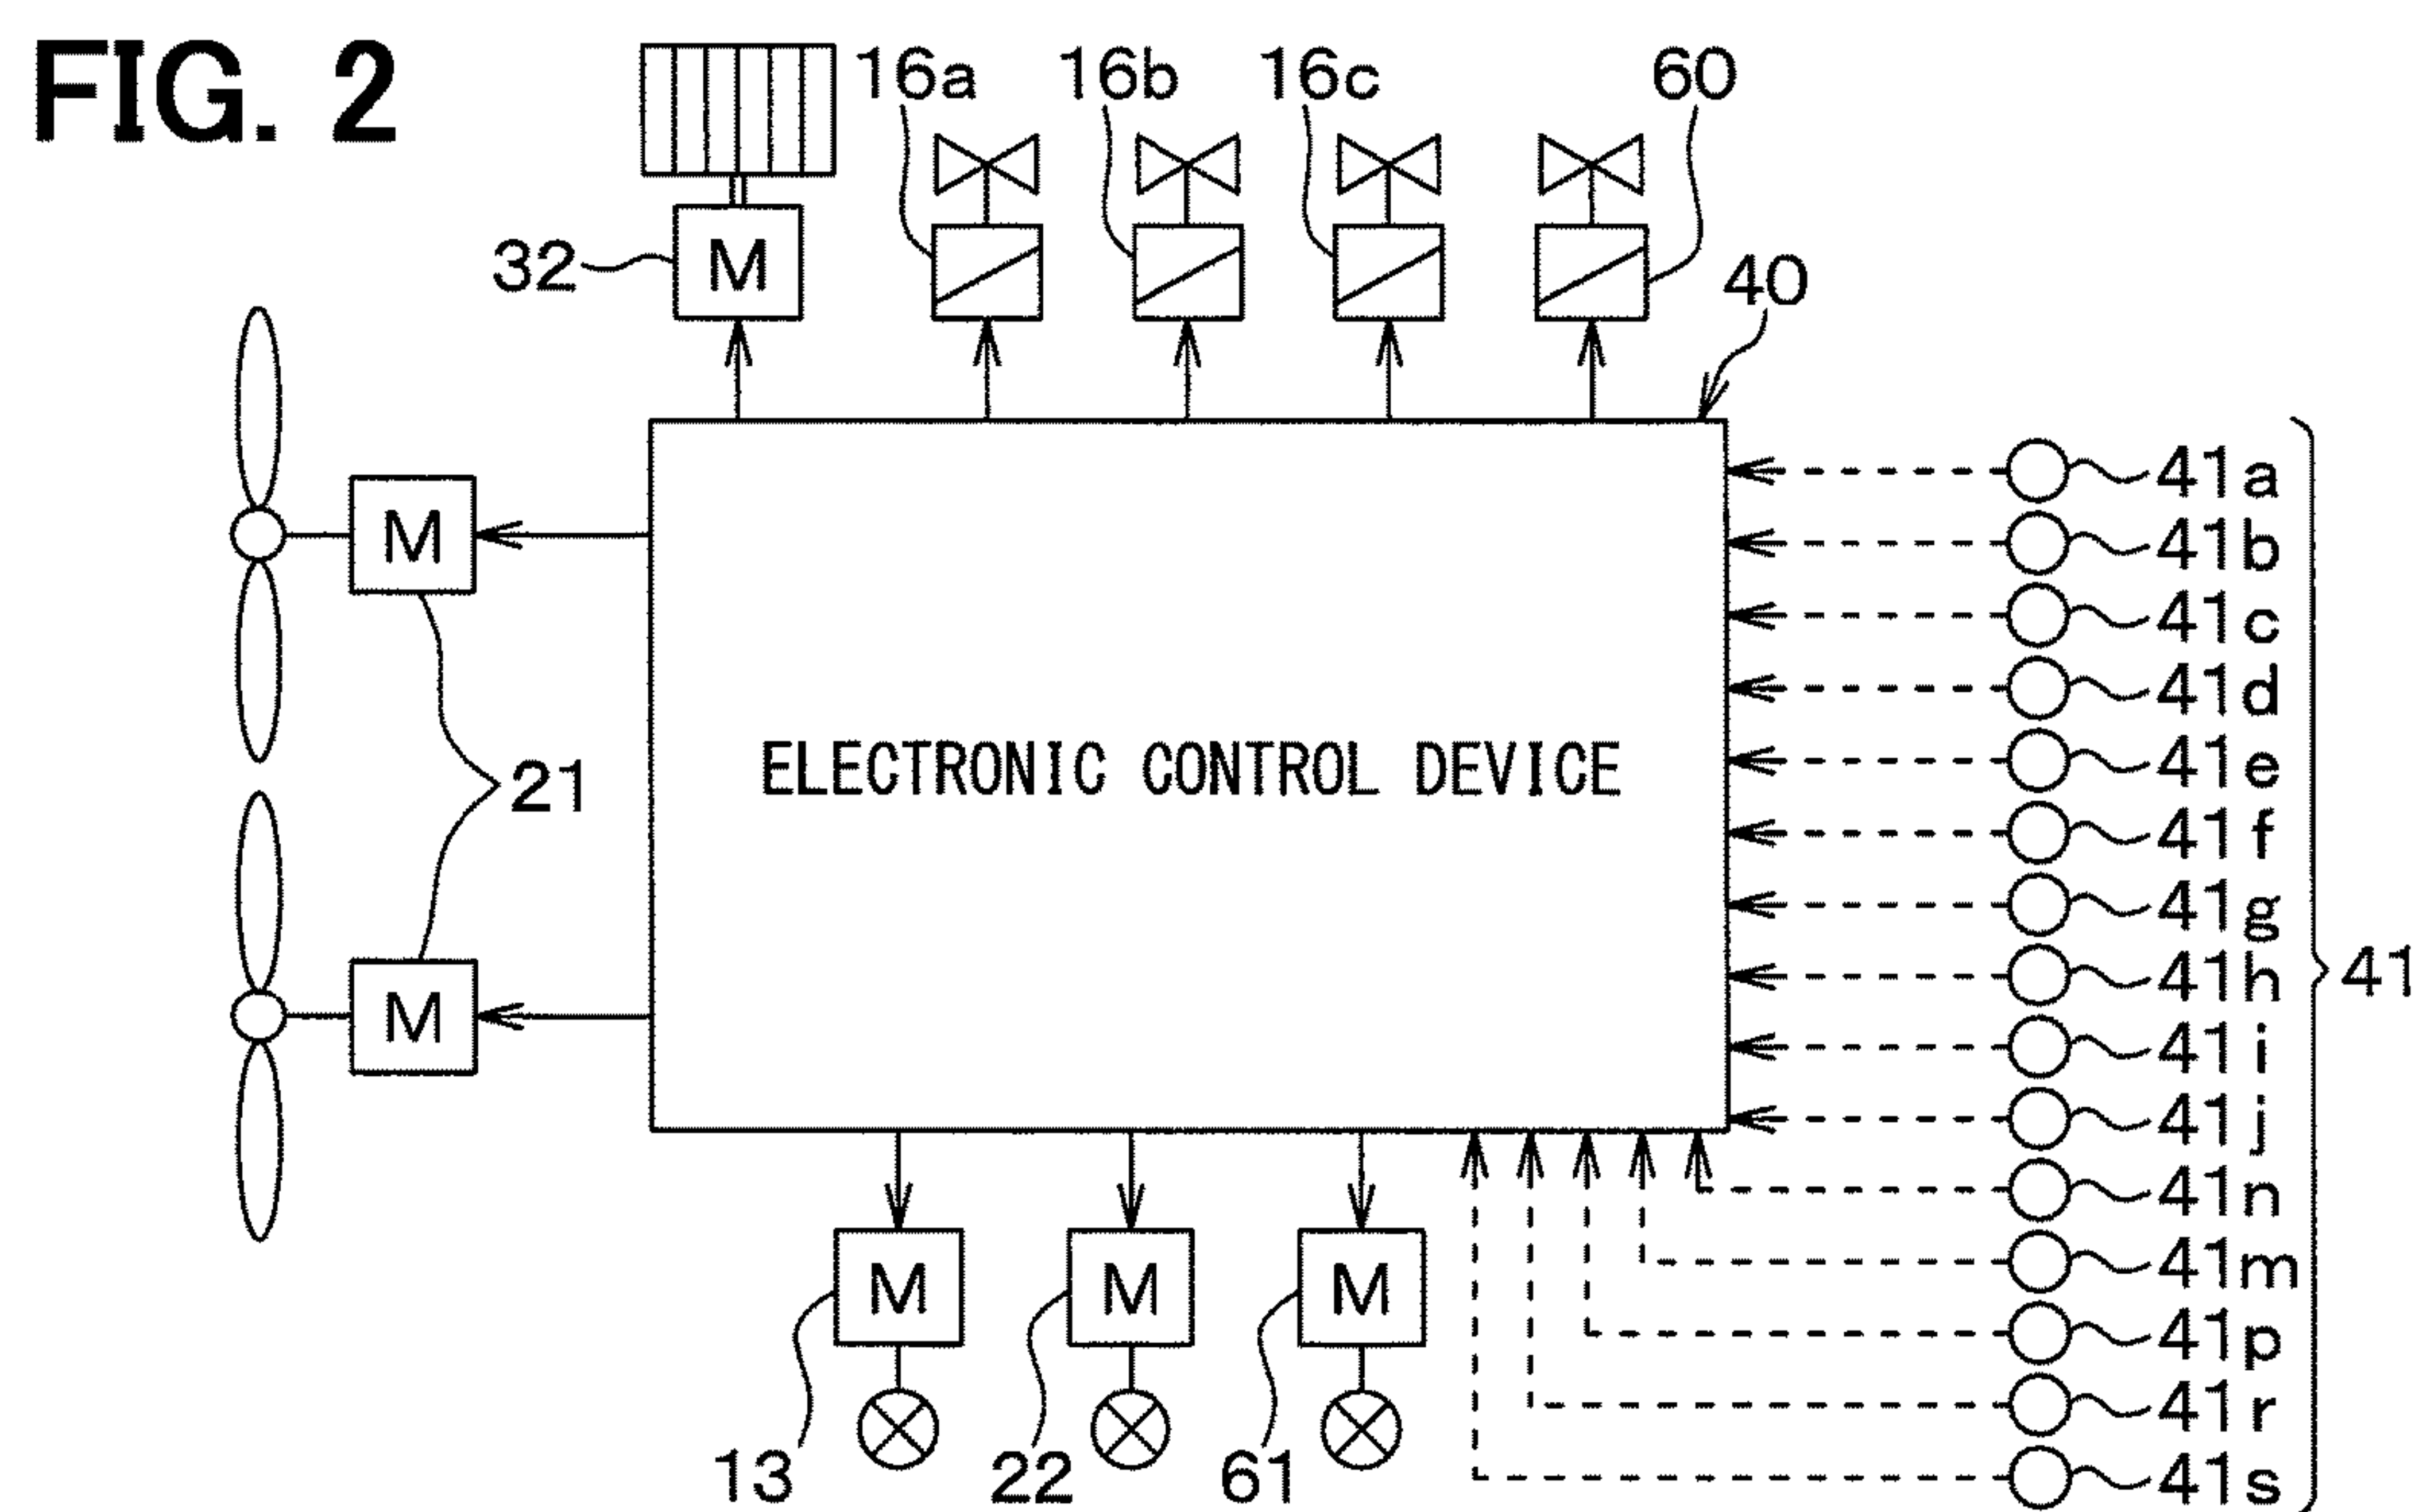 FIG. 2
16a 16b 16c 60
32 M
40
M
21
M
ELECTRONIC CONTROL DEVICE
41a
41b
41c
41d
41e
41f
41g
41h
41i
41j
41n
41m
41p
41r
41s
41
M M M
13 22 61